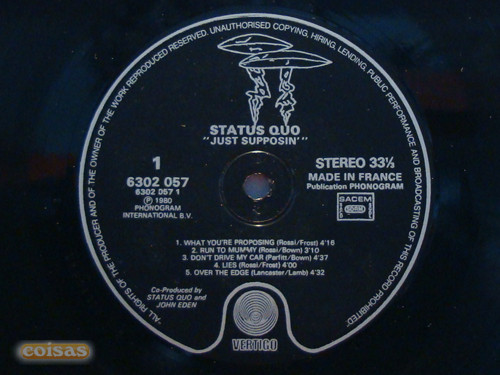 "ALL RIGHTS OF THE PRODUCER AND OF THE OWNER OF THE WORK REPRODUCED RESERVED. UNAUTHORISED COPYING, HIRING, LENDING, PUBLIC PERFORMANCE AND BROADCASTING OF THIS RECORD PROHIBITED."
STATUS QUO
"JUST SUPPOSIN'"
1
6302 057
6302 057 1
℗ 1980
PHONOGRAM
INTERNATIONAL B.V.
STEREO 33⅓
MADE IN FRANCE
Publication PHONOGRAM
SACEM
1. WHAT YOU'RE PROPOSING (Rossi/Frost) 4'16
2. RUN TO MUMMY (Rossi/Bown) 3'10
3. DON'T DRIVE MY CAR (Parfitt/Bown) 4'37
4. LIES (Rossi/Frost) 4'00
5. OVER THE EDGE (Lancaster/Lamb) 4'32
Co-Produced by
STATUS QUO and
JOHN EDEN
VERTIGO
coisas